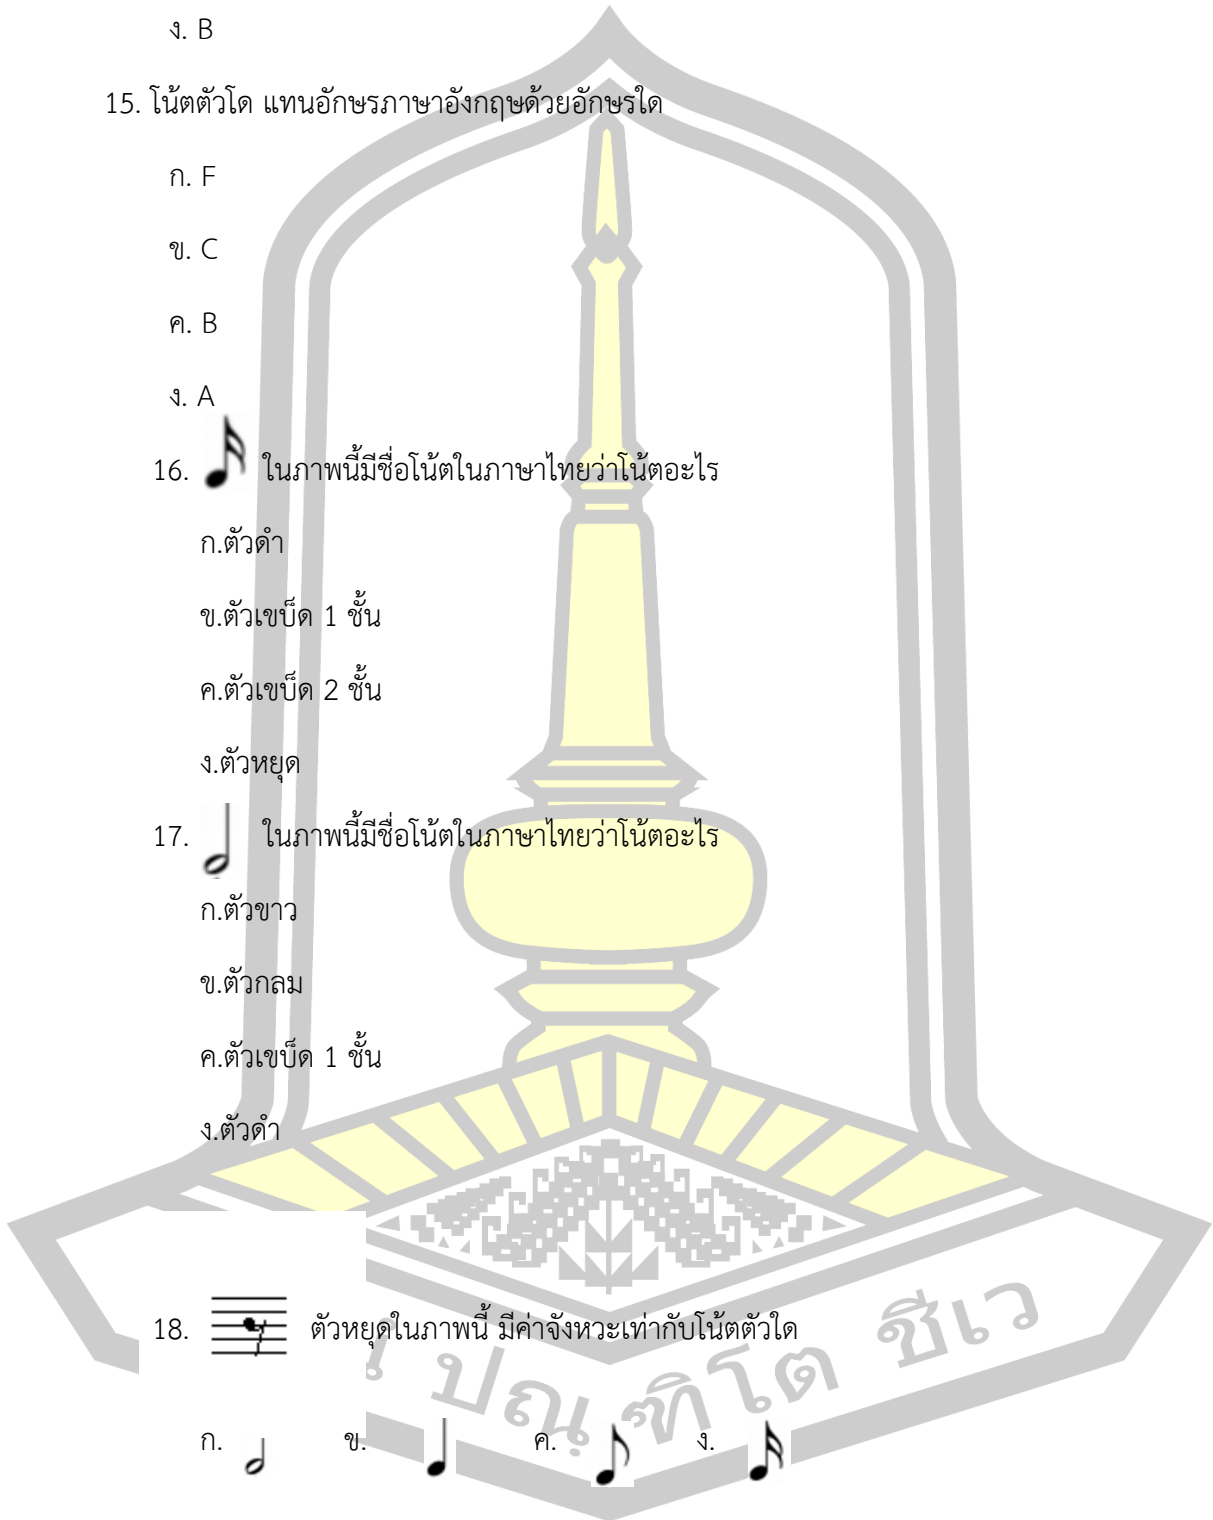 ง. B
15. โน้ตตัวโด แทนอักษรภาษาอังกฤษด้วยอักษรใด
ก. F
ข. C
ค. B
ง. A
16. ในภาพนี้มีชื่อโน้ตในภาษาไทยว่าโน้ตอะไร
ก.ตัวดำ
ข.ตัวเขบ็ด 1 ชั้น
ค.ตัวเขบ็ด 2 ชั้น
ง.ตัวหยุด
17. ในภาพนี้มีชื่อโน้ตในภาษาไทยว่าโน้ตอะไร
ก.ตัวขาว
ข.ตัวกลม
ค.ตัวเขบ็ด 1 ชั้น
ง.ตัวดำ
18. ตัวหยุดในภาพนี้ มีค่าจังหวะเท่ากับโน้ตตัวใด
ก. ข. ค. ง.
ปณฺฑิโต ชีเว